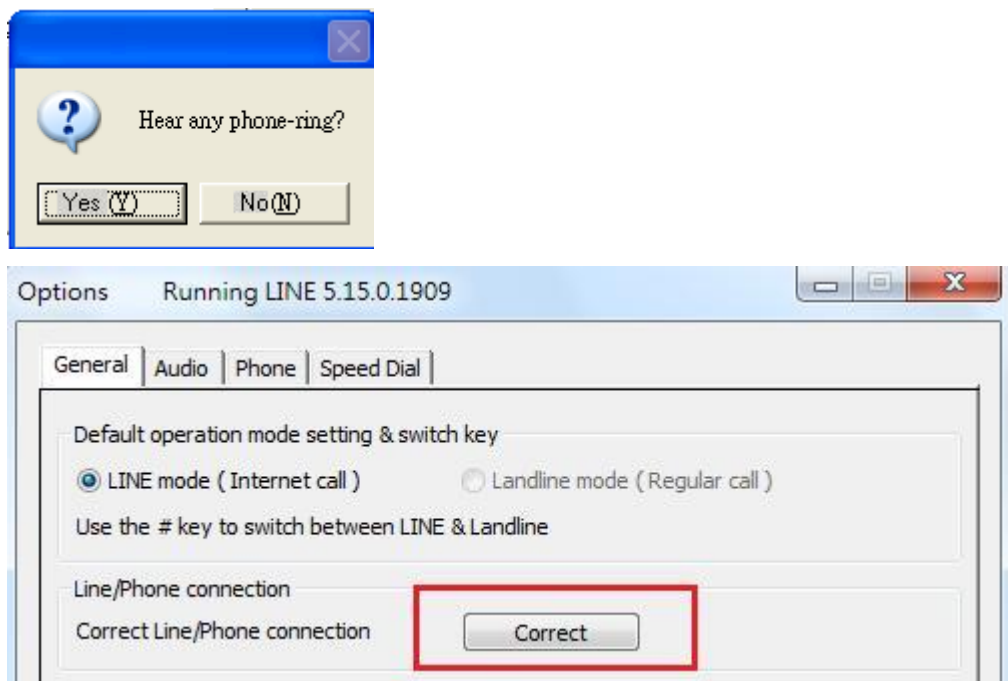 Hear any phone-ring?
Yes (Y) No(N)
Options Running LINE 5.15.0.1909
General Audio Phone Speed Dial
Default operation mode setting & switch key
LINE mode ( Internet call ) Landline mode ( Regular call )
Use the # key to switch between LINE & Landline
Line/Phone connection
Correct Line/Phone connection Correct